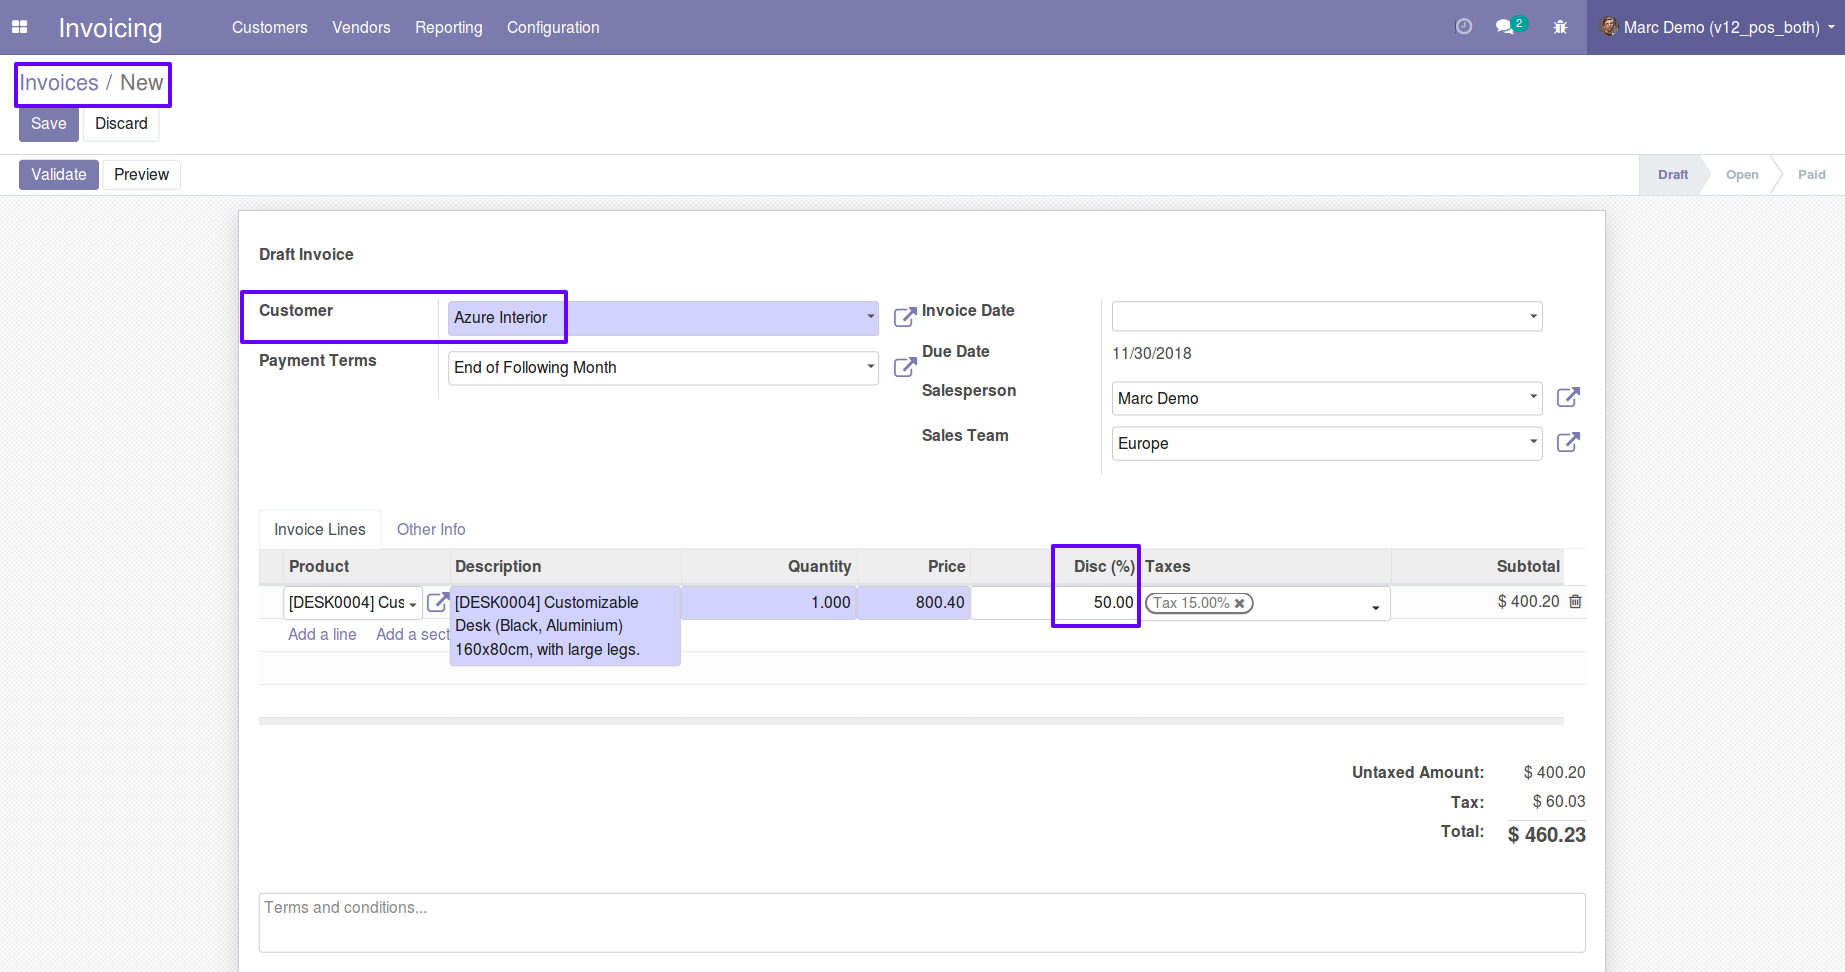 Invoicing Customers Vendors Reporting Configuration 2 Marc Demo (v12_pos_both)
Invoices / New
Save Discard
Validate Preview Draft Open Paid
Draft Invoice
Customer Azure Interior Invoice Date
Payment Terms End of Following Month Due Date 11/30/2018
Salesperson Marc Demo
Sales Team Europe
Invoice Lines Other Info
Product Description Quantity Price Disc (%) Taxes Subtotal
[DESK0004] Cus [DESK0004] Customizable 1.000 800.40 50.00 Tax 15.00% $ 400.20
Desk (Black, Aluminium)
Add a line Add a sect 160x80cm, with large legs.
Untaxed Amount: $ 400.20
Tax: $ 60.03
Total: $ 460.23
Terms and conditions...